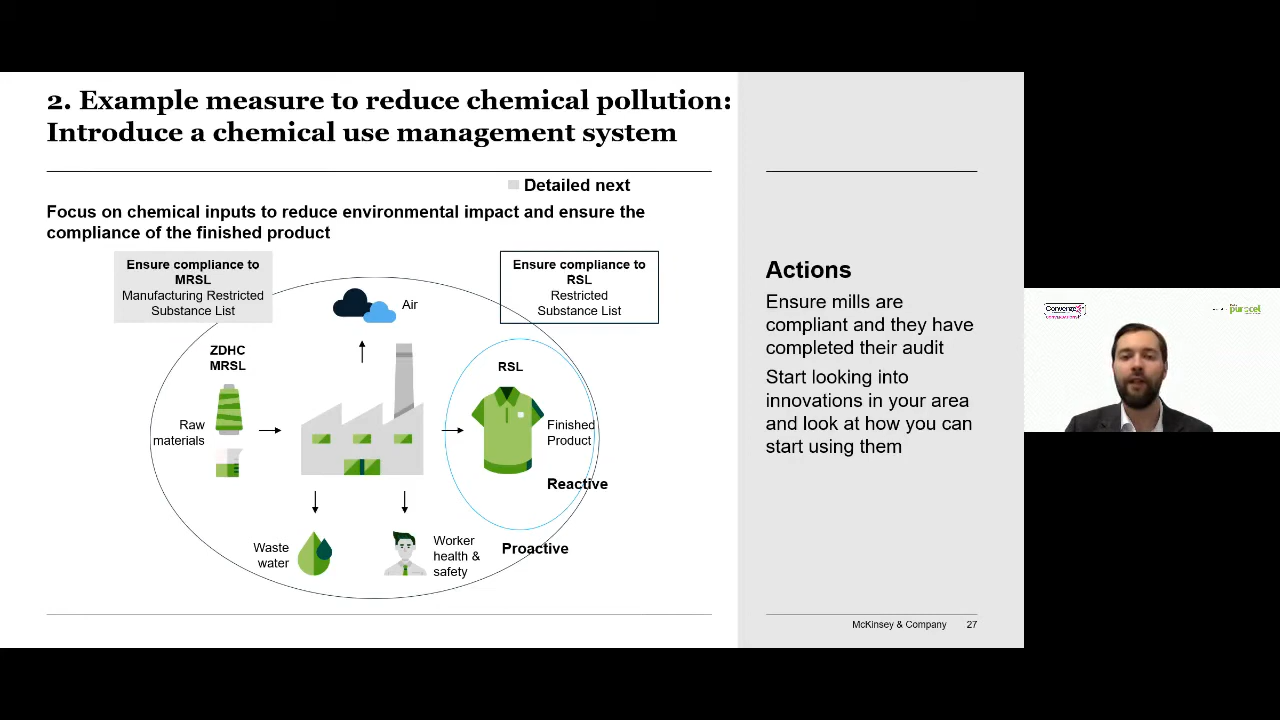 2. Example measure to reduce chemical pollution:
Introduce a chemical use management system
Detailed next
Focus on chemical inputs to reduce environmental impact and ensure the
compliance of the finished product
Ensure compliance to
MRSL
Manufacturing Restricted
Substance List
Ensure compliance to
RSL
Restricted
Substance List
Air
ZDHC
MRSL
RSL
Raw
materials
Finished
Product
Reactive
Waste
water
Worker
health &
safety
Proactive
Actions
Ensure mills are
compliant and they have
completed their audit
Start looking into
innovations in your area
and look at how you can
start using them
McKinsey & Company 27
purocel